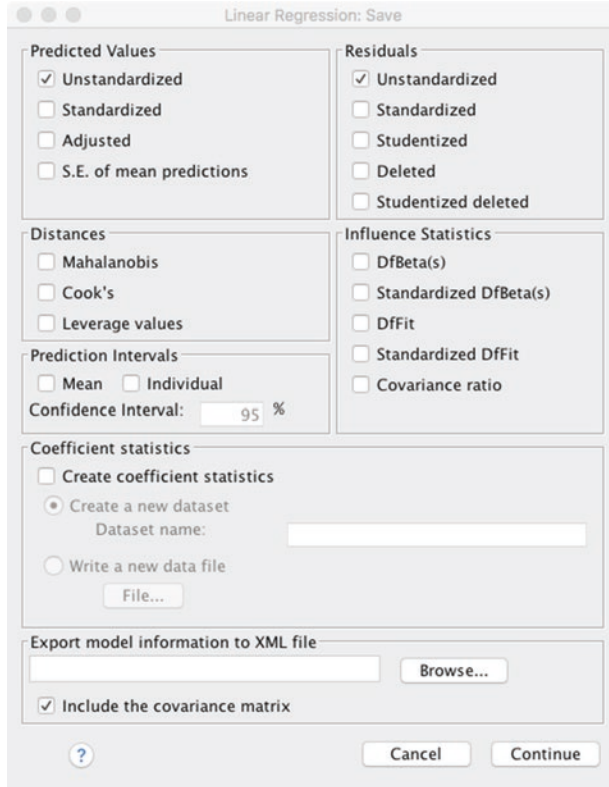 Linear Regression: Save
Predicted Values
Unstandardized
Standardized
Adjusted
S.E. of mean predictions
Residuals
Unstandardized
Standardized
Studentized
Deleted
Studentized deleted
Distances
Mahalanobis
Cook's
Leverage values
Influence Statistics
DfBeta(s)
Standardized DfBeta(s)
DfFit
Standardized DfFit
Covariance ratio
Prediction Intervals
Mean Individual
Confidence Interval: 95 %
Coefficient statistics
Create coefficient statistics
Create a new dataset
Dataset name:
Write a new data file
File...
Export model information to XML file
Browse...
Include the covariance matrix
? Cancel Continue